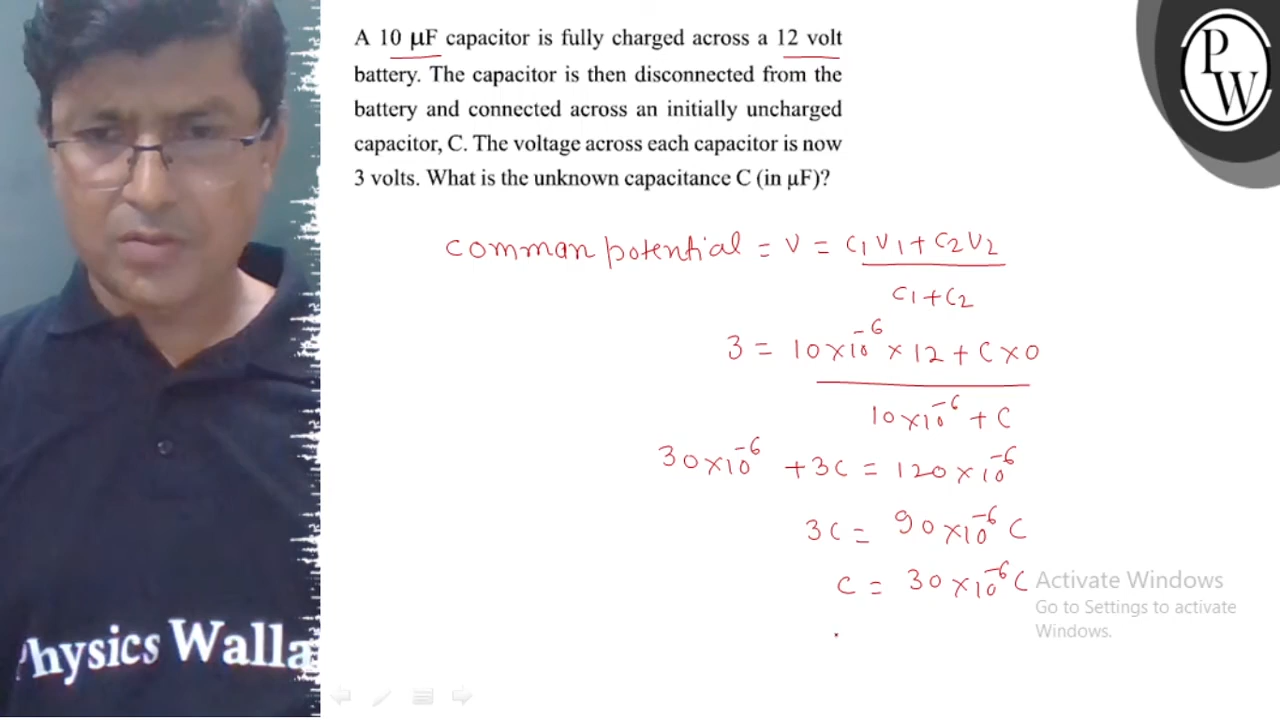 A 10 μF capacitor is fully charged across a 12 volt
battery. The capacitor is then disconnected from the
battery and connected across an initially uncharged
capacitor, C. The voltage across each capacitor is now
3 volts. What is the unknown capacitance C (in μF)?
P
W
common potential = V = C₁V₁ + C₂V₂
C₁ + C₂
3 = 10×10⁻⁶ × 12 + C × 0
10×10⁻⁶ + C
30×10⁻⁶ + 3C = 120×10⁻⁶
3C = 90×10⁻⁶ C
C = 30×10⁻⁶ C
Activate Windows
Go to Settings to activate
Windows.
Physics Walla